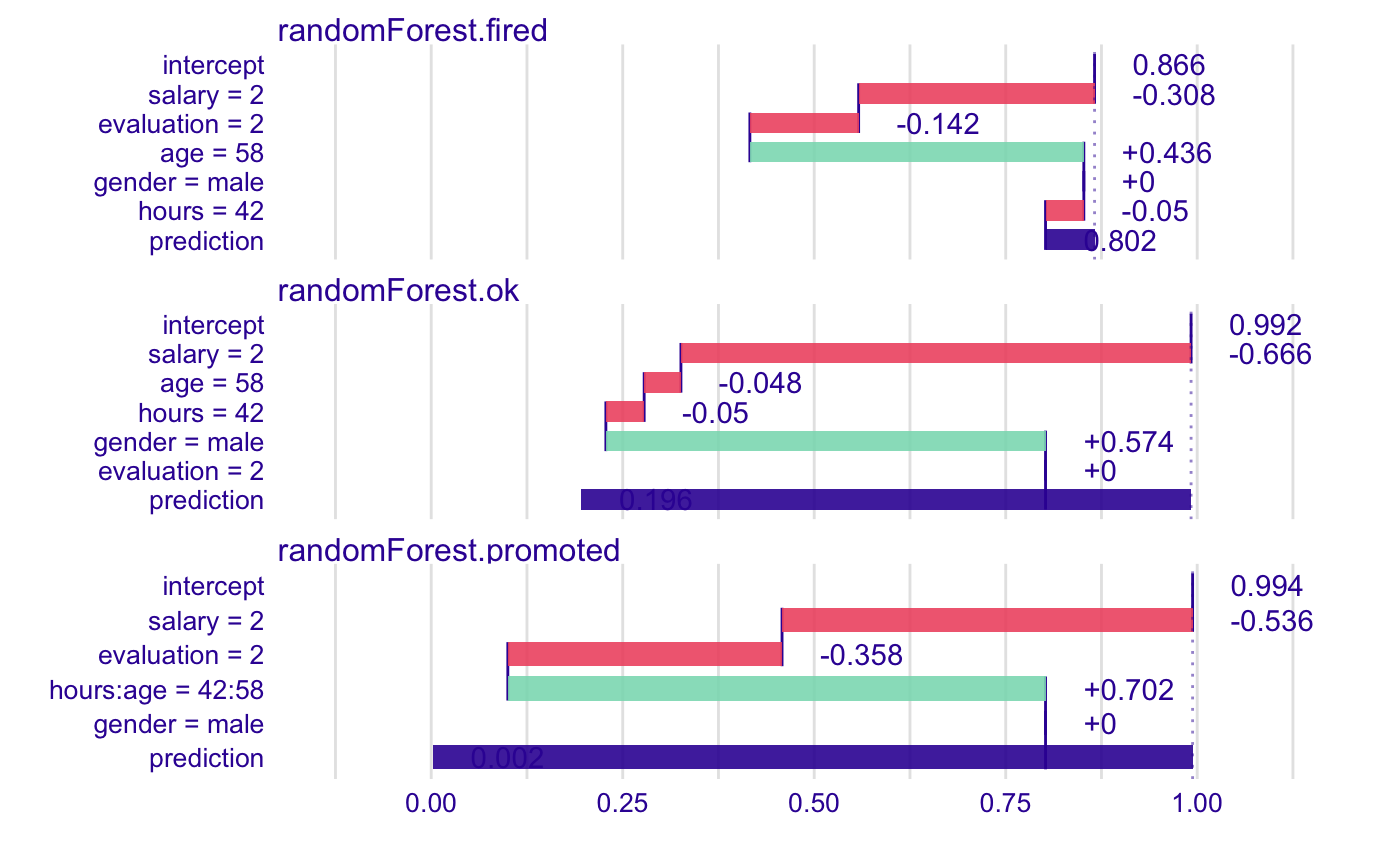 randomForest.fired
intercept 0.866
salary = 2 -0.308
evaluation = 2 -0.142
age = 58 +0.436
gender = male +0
hours = 42 -0.05
prediction 0.802
randomForest.ok
intercept 0.992
salary = 2 -0.666
age = 58 -0.048
hours = 42 -0.05
gender = male +0.574
evaluation = 2 +0
prediction 0.196
randomForest.promoted
intercept 0.994
salary = 2 -0.536
evaluation = 2 -0.358
hours:age = 42:58 +0.702
gender = male +0
prediction 0.002
0.00 0.25 0.50 0.75 1.00